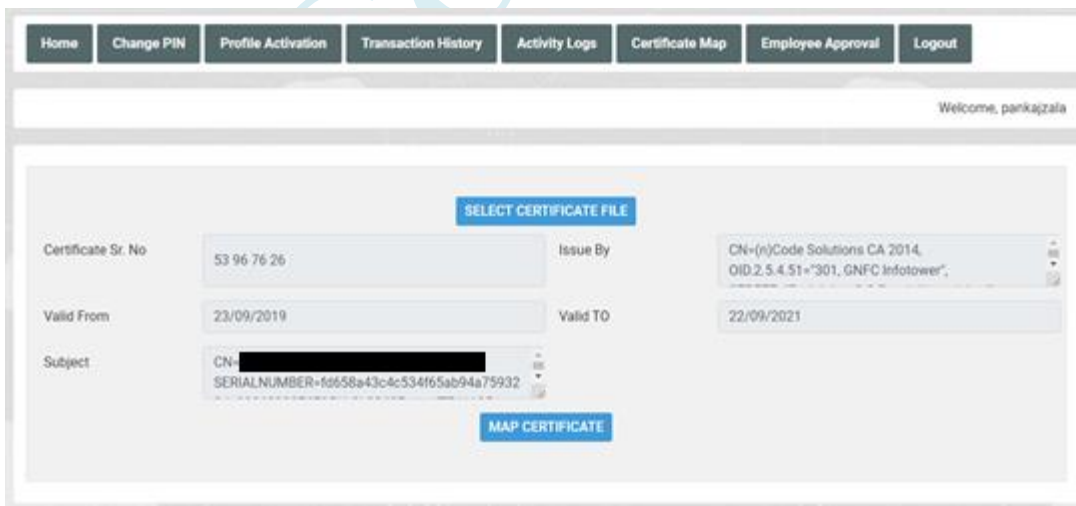 Home Change PIN Profile Activation Transaction History Activity Logs Certificate Map Employee Approval Logout
Welcome, pankajzala
SELECT CERTIFICATE FILE
Certificate Sr. No 53 96 76 26 Issue By CN=(n)Code Solutions CA 2014,
OID.2.5.4.51="301, GNFC Infotower",
Valid From 23/09/2019 Valid TO 22/09/2021
Subject CN=
SERIALNUMBER=fd658a43c4c534f65ab94a75932
MAP CERTIFICATE